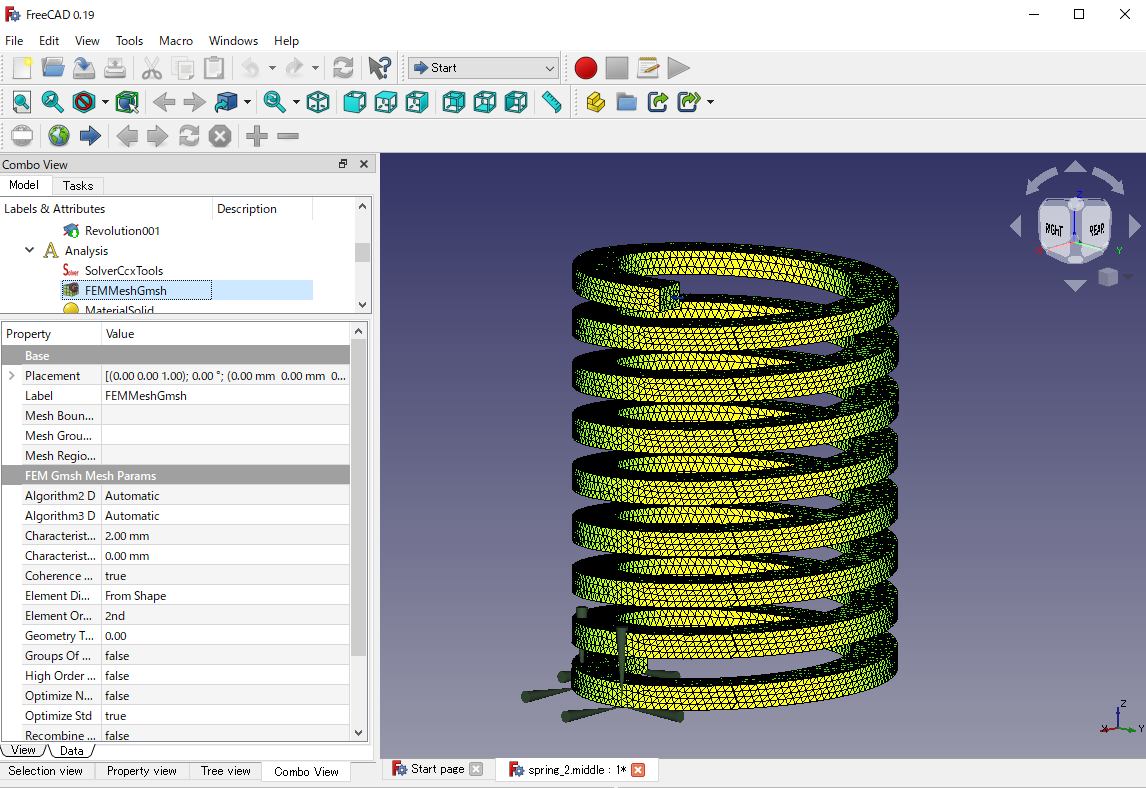 FreeCAD 0.19
File Edit View Tools Macro Windows Help
Start
Combo View
Model Tasks
Labels & Attributes Description
Revolution001
Analysis
Solver SolverCcxTools
FEMMeshGmsh
MaterialSolid
Property Value
Base
Placement [(0.00 0.00 1.00); 0.00 °; (0.00 mm 0.00 mm 0...
Label FEMMeshGmsh
Mesh Boun...
Mesh Grou...
Mesh Regio...
FEM Gmsh Mesh Params
Algorithm2 D Automatic
Algorithm3 D Automatic
Characterist... 2.00 mm
Characterist... 0.00 mm
Coherence ... true
Element Di... From Shape
Element Or... 2nd
Geometry T... 0.00
Groups Of ... false
High Order ... false
Optimize N... false
Optimize Std true
Recombine ... false
View Data
Selection view Property view Tree view Combo View
Z
RIGHT REAR
Y
Z
X Y
Start page spring_2.middle : 1*